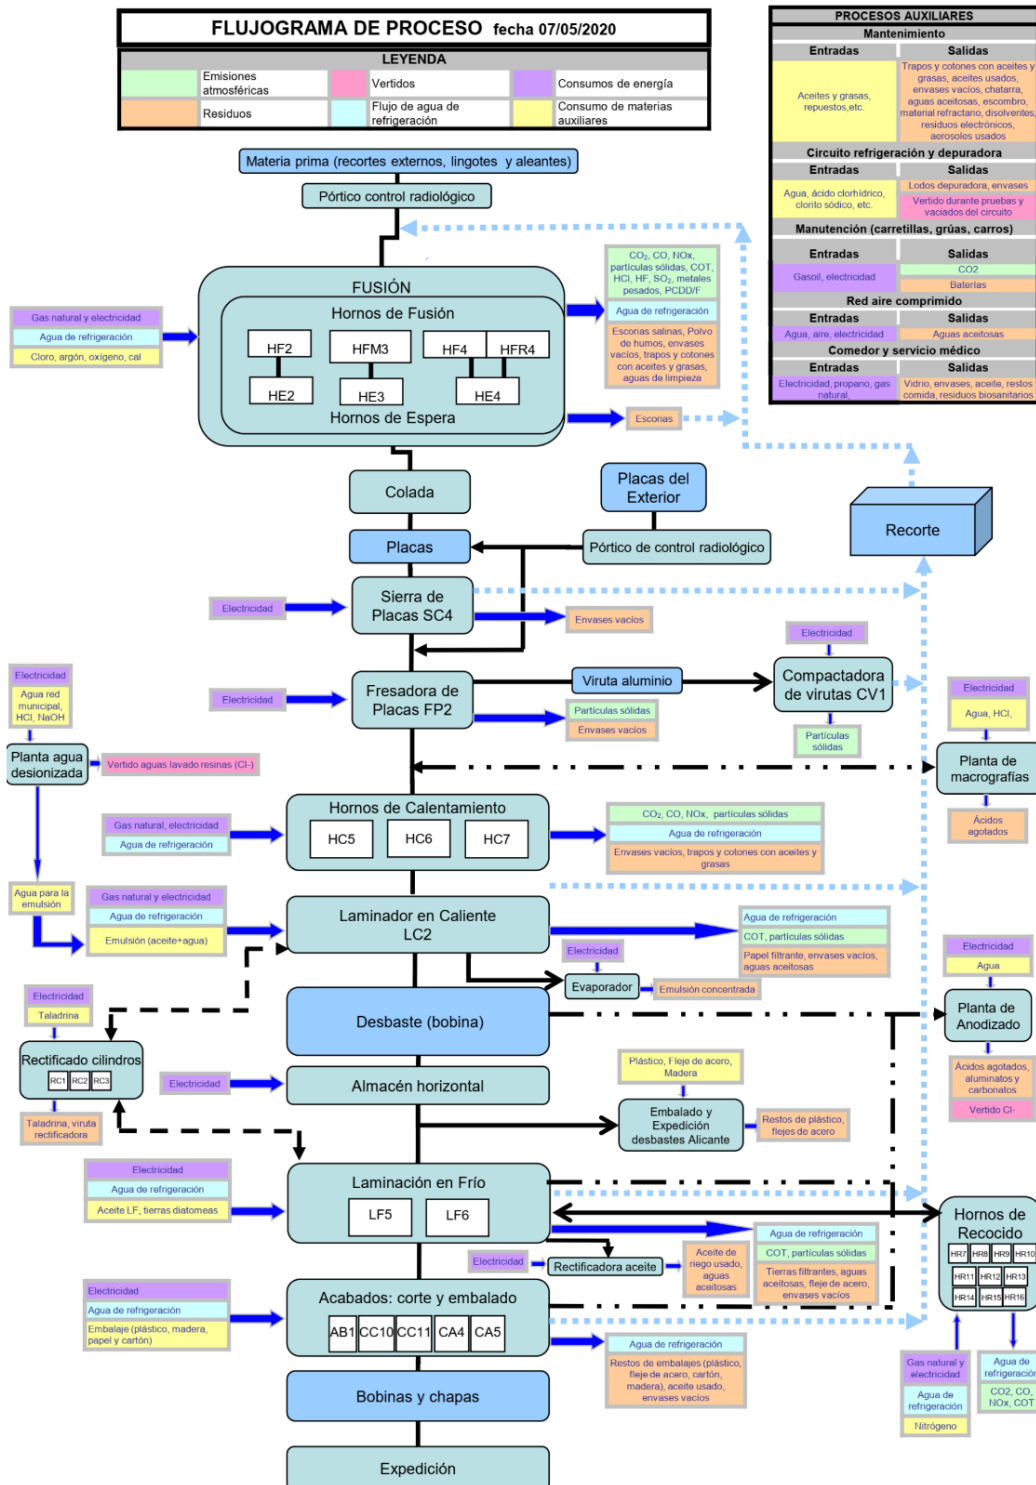 FLUJOGRAMA DE PROCESO fecha 07/05/2020
LEYENDA
Emisiones
atmosféricas
Vertidos
Consumos de energía
Residuos
Flujo de agua de
refrigeración
Consumo de materias
auxiliares
PROCESOS AUXILIARES
Mantenimiento
Entradas
Salidas
Aceites y grasas,
repuestos,etc.
Trapos y cotones con aceites y
grasas, aceites usados,
envases vacíos, chatarra,
aguas aceitosas, escombro,
material refractario, disolventes,
residuos electrónicos,
aerosoles usados
Circuito refrigeración y depuradora
Entradas
Salidas
Agua, ácido clorhídrico,
clorito sódico, etc.
Lodos depuradora, envases
Vertido durante pruebas y
vaciados del circuito
Manutención (carretillas, grúas, carros)
Entradas
Salidas
Gasoil, electricidad
CO2
Baterías
Red aire comprimido
Entradas
Salidas
Agua, aire, electricidad
Aguas aceitosas
Comedor y servicio médico
Entradas
Salidas
Electricidad, propano, gas
natural,
Vidrio, envases, aceite, restos
comida, residuos biosanitarios
Materia prima (recortes externos, lingotes y aleantes)
Pórtico control radiológico
FUSIÓN
Hornos de Fusión
HF2
HFM3
HF4
HFR4
HE2
HE3
HE4
Hornos de Espera
Gas natural y electricidad
Agua de refrigeración
Cloro, argón, oxígeno, cal
CO₂, CO, NOx,
partículas sólidas, COT,
HCl, HF, SO₂, metales
pesados, PCDD/F
Agua de refrigeración
Escorias salinas, Polvo
de humos, envases
vacíos, trapos y cotones
con aceites y grasas,
aguas de limpieza
Escorias
Colada
Placas del
Exterior
Recorte
Placas
Pórtico de control radiológico
Electricidad
Sierra de
Placas SC4
Envases vacíos
Electricidad
Fresadora de
Placas FP2
Viruta aluminio
Partículas sólidas
Envases vacíos
Electricidad
Compactadora
de virutas CV1
Partículas
sólidas
Electricidad
Agua red
municipal,
HCl, NaOH
Planta agua
desionizada
Vertido aguas lavado resinas (Cl-)
Electricidad
Agua, HCl,
Planta de
macrografías
Ácidos
agotados
Hornos de Calentamiento
HC5
HC6
HC7
Gas natural, electricidad
Agua de refrigeración
CO₂, CO, NOx, partículas sólidas
Agua de refrigeración
Envases vacíos, trapos y cotones con aceites y
grasas
Agua para la
emulsión
Gas natural y electricidad
Agua de refrigeración
Emulsión (aceite+agua)
Laminador en Caliente
LC2
Agua de refrigeración
COT, partículas sólidas
Papel filtrante, envases vacíos,
aguas aceitosas
Electricidad
Evaporador
Emulsión concentrada
Electricidad
Agua
Planta de
Anodizado
Ácidos agotados,
aluminatos y
carbonatos
Vertido Cl-
Desbaste (bobina)
Electricidad
Taladrina
Rectificado cilindros
RC1
RC2
RC3
Taladrina, viruta
rectificadora
Electricidad
Almacén horizontal
Plástico, Fleje de acero,
Madera
Embalado y
Expedición
desbastes Alicante
Restos de plástico,
flejes de acero
Electricidad
Agua de refrigeración
Aceite LF, tierras diatomeas
Laminación en Frío
LF5
LF6
Hornos de
Recocido
HR7
HR8
HR9
HR10
HR11
HR12
HR13
HR14
HR15
HR16
Agua de refrigeración
COT, partículas sólidas
Tierras filtrantes, aguas
aceitosas, fleje de acero,
envases vacíos
Electricidad
Rectificadora aceite
Aceite de
riego usado,
aguas
aceitosas
Electricidad
Agua de refrigeración
Embalaje (plástico, madera,
papel y cartón)
Acabados: corte y embalado
AB1
CC10
CC11
CA4
CA5
Agua de refrigeración
Restos de embalajes (plástico,
fleje de acero, cartón,
madera), aceite usado,
envases vacíos
Gas natural y
electricidad
Agua de
refrigeración
Nitrógeno
Agua de
refrigeración
CO2, CO,
NOx, COT
Bobinas y chapas
Expedición